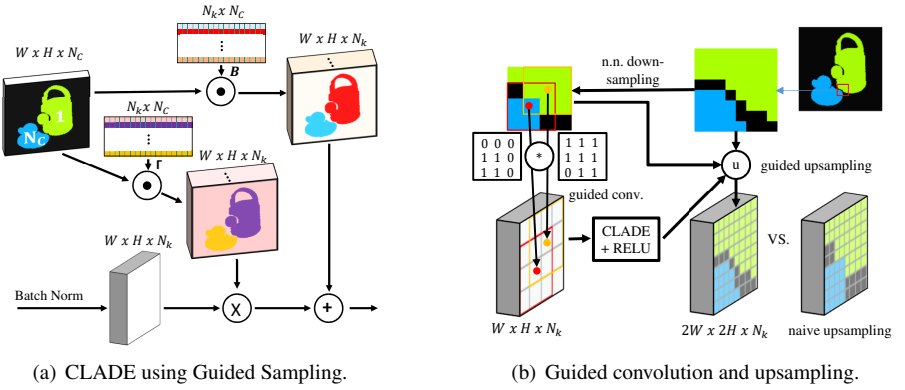 N_k x N_C
W x H x N_C
W x H x N_k
B
1
N_C
N_k x N_C
Γ
W x H x N_k
W x H x N_k
Batch Norm
X
+
(a) CLADE using Guided Sampling.
n.n. down-
sampling
0 0 0
1 1 0
1 1 0
*
1 1 1
1 1 1
0 1 1
u
guided upsampling
guided conv.
CLADE
+ RELU
VS.
W x H x N_k
2W x 2H x N_k
naive upsampling
(b) Guided convolution and upsampling.